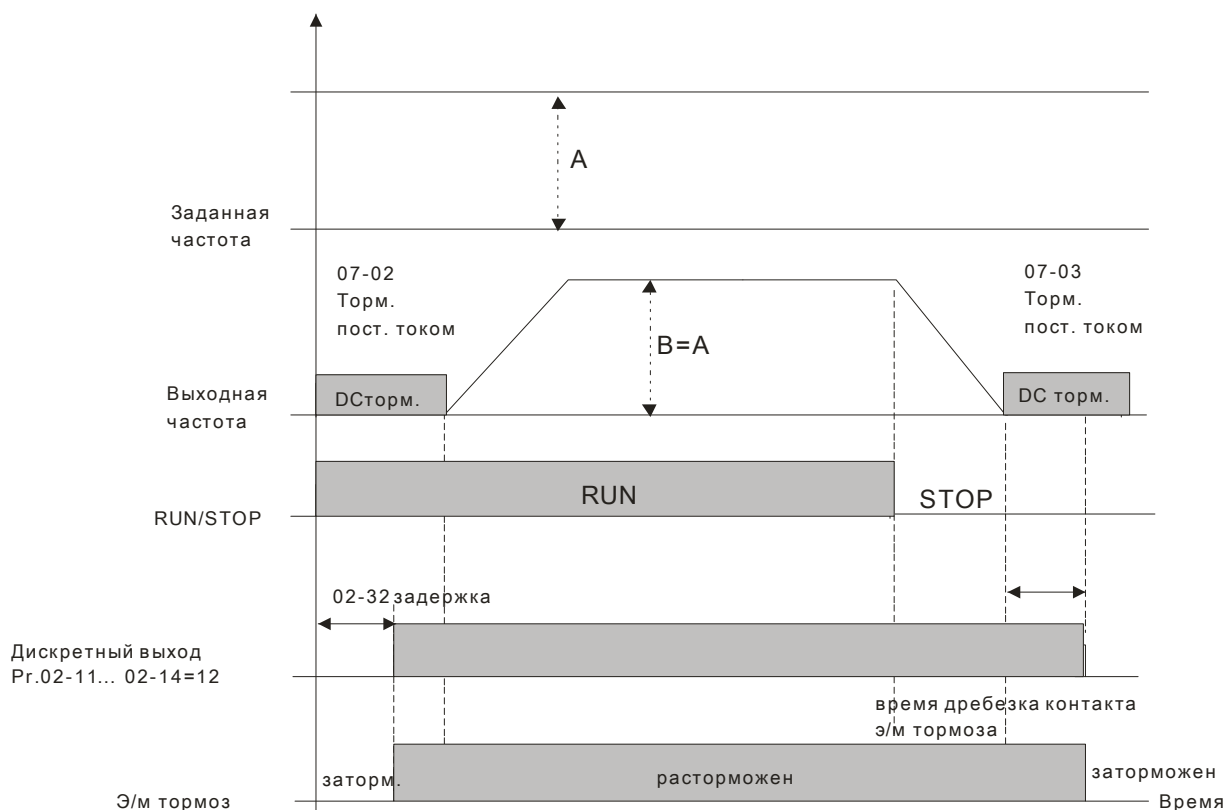 A
Заданная
частота
07-02
Торм.
пост. током
07-03
Торм.
пост. током
B=A
Выходная
частота
DCторм.
DC торм.
RUN
STOP
RUN/STOP
02-32 задержка
Дискретный выход
Pr.02-11... 02-14=12
время дребезка контакта
э/м тормоза
заторм.
расторможен
заторможен
Э/м тормоз
Время